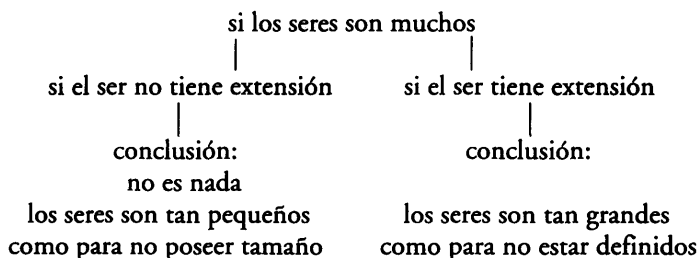 si los seres son muchos
si el ser no tiene extensión
si el ser tiene extensión
conclusión:
no es nada
los seres son tan pequeños
como para no poseer tamaño
conclusión:
los seres son tan grandes
como para no estar definidos